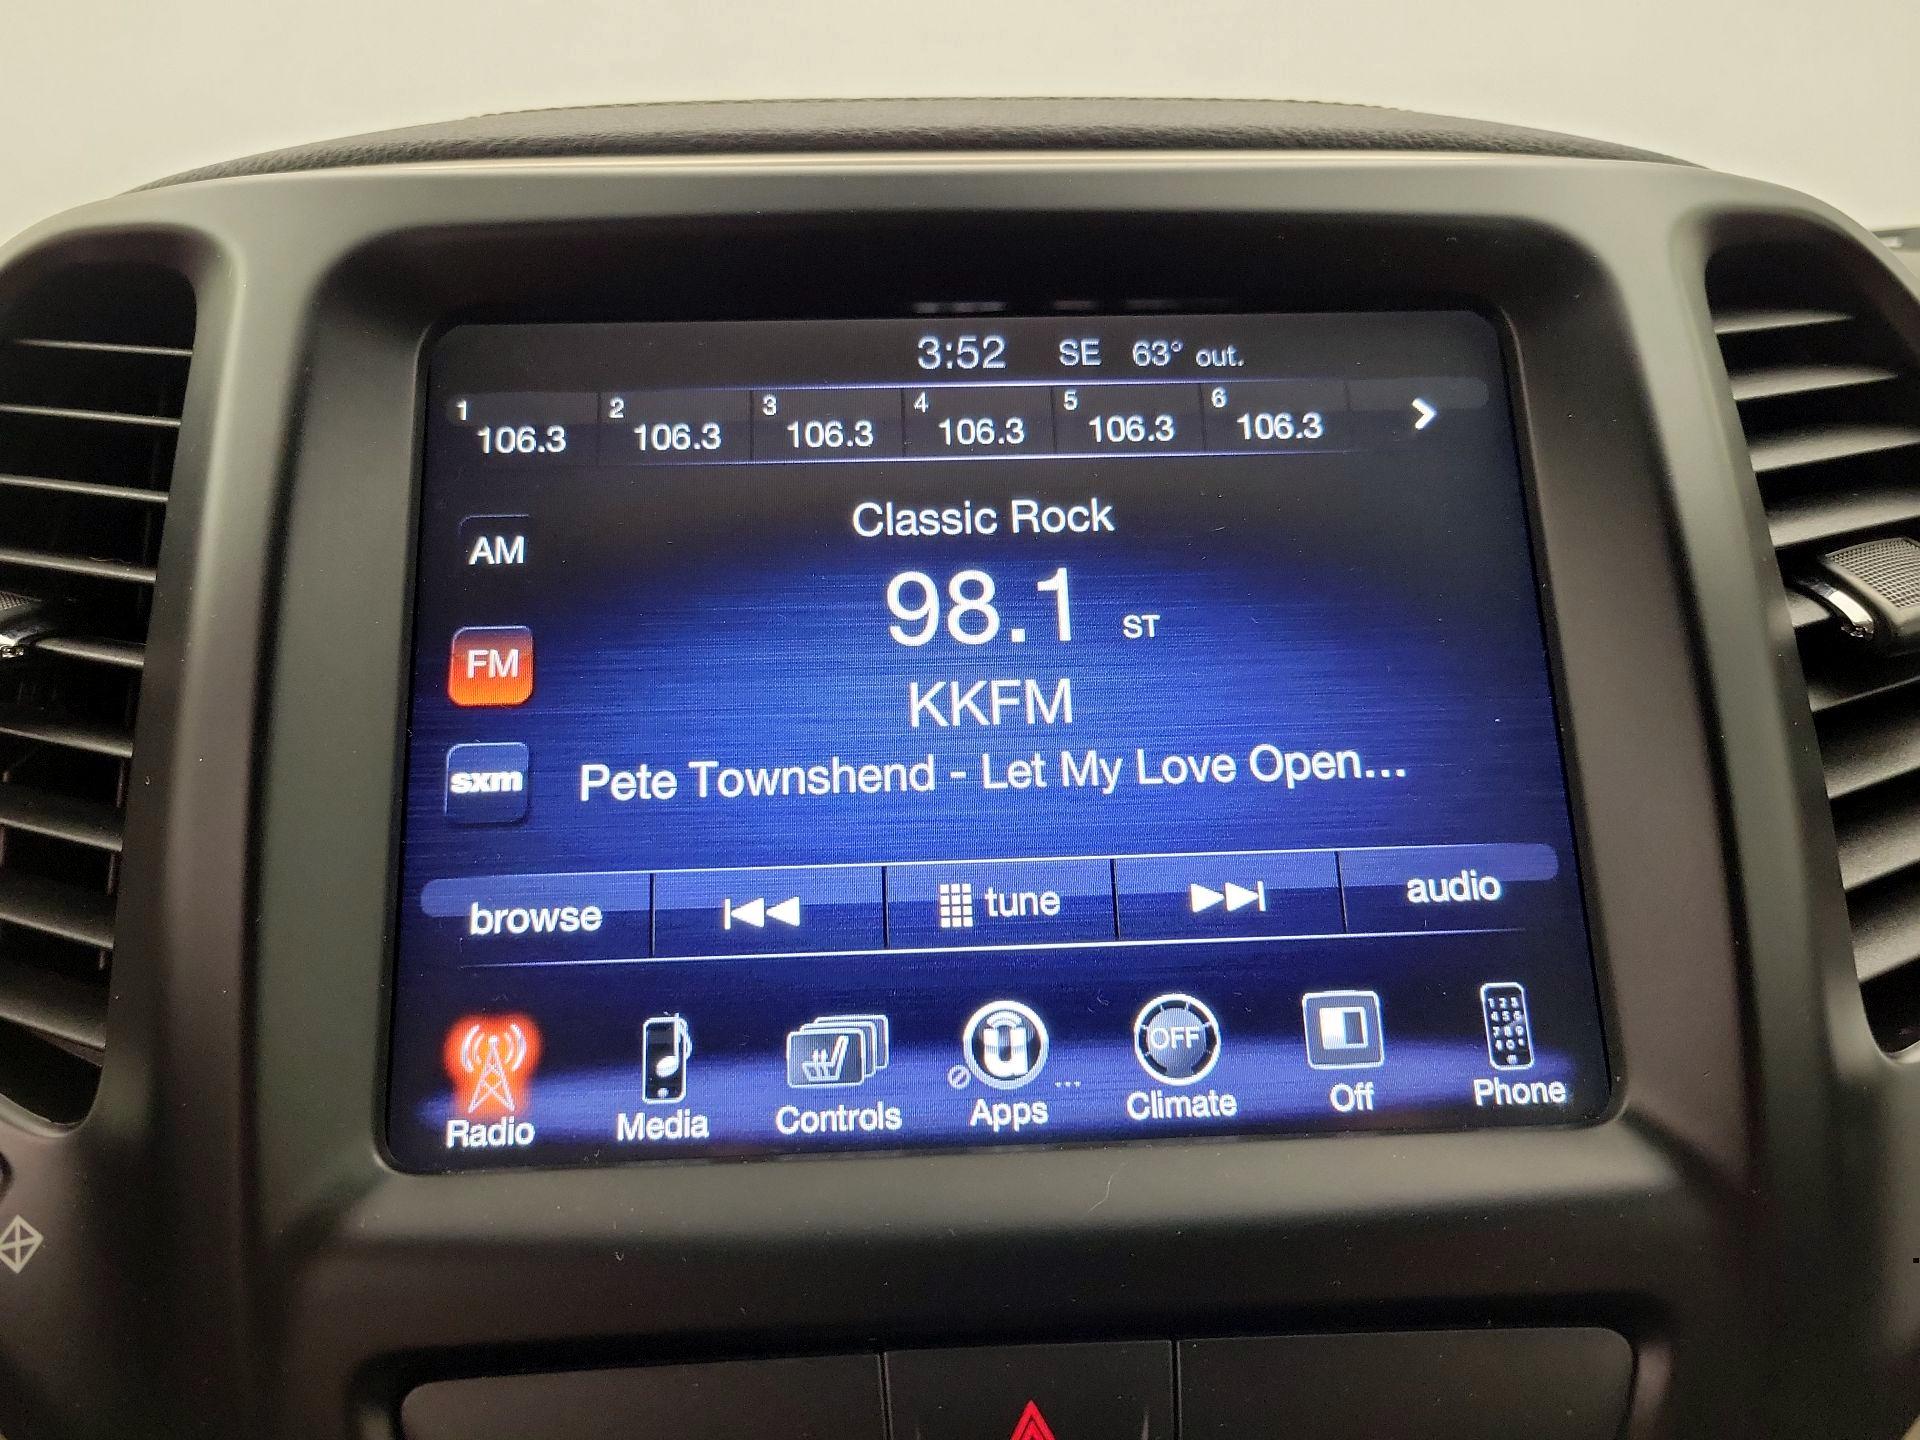 3:52 SE 63° out.
1 106.3 2 106.3 3 106.3 4 106.3 5 106.3 6 106.3
Classic Rock
AM
98.1 ST
FM
KKFM
sxm
Pete Townshend - Let My Love Open...
browse tune audio
OFF
Radio Media Controls Apps ... Climate Off Phone